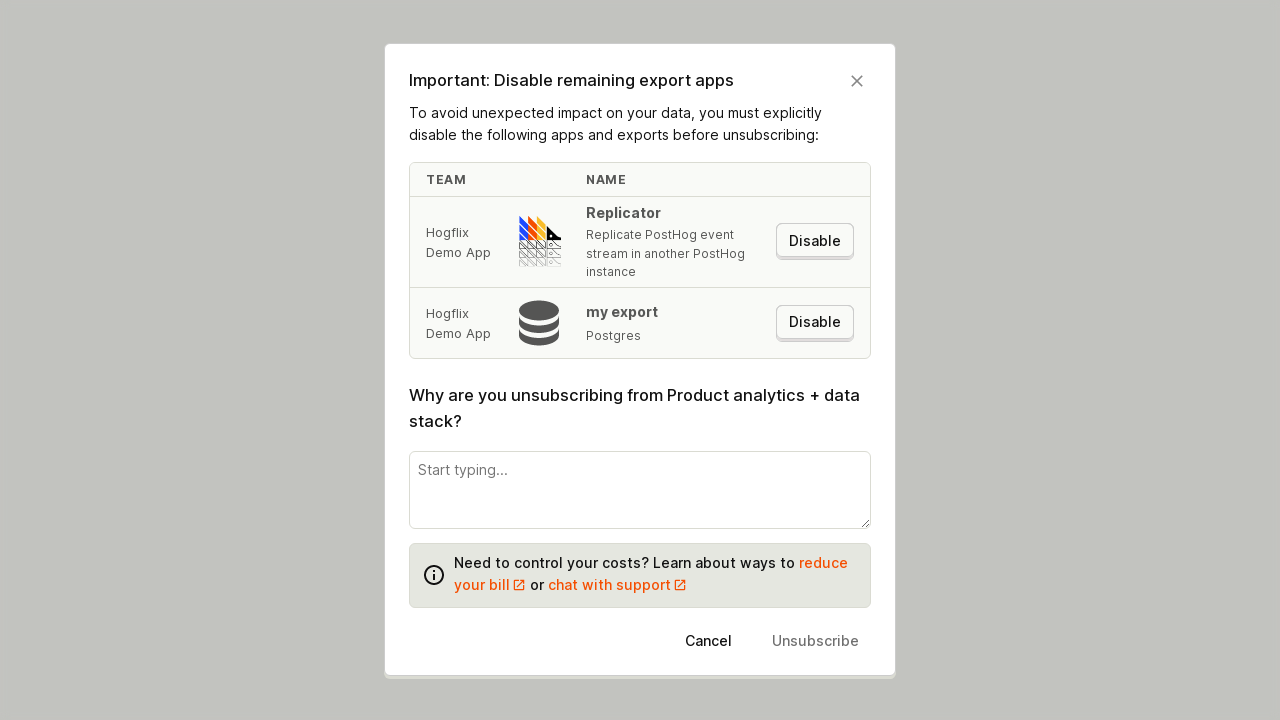 Important: Disable remaining export apps
To avoid unexpected impact on your data, you must explicitly
disable the following apps and exports before unsubscribing:
TEAM NAME
Hogflix
Demo App
Replicator
Replicate PostHog event
stream in another PostHog
instance
Disable
Hogflix
Demo App
my export
Postgres
Disable
Why are you unsubscribing from Product analytics + data
stack?
Start typing...
Need to control your costs? Learn about ways to reduce
your bill or chat with support
Cancel Unsubscribe